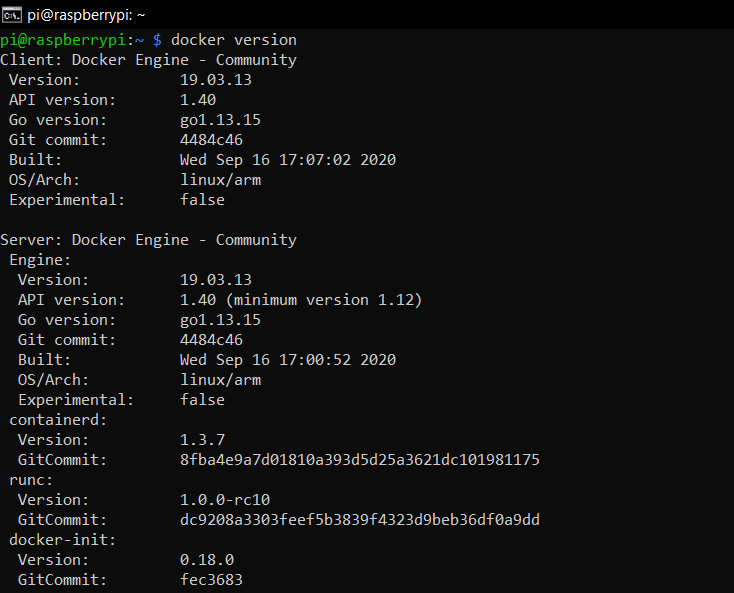 pi@raspberrypi: ~
pi@raspberrypi:~ $ docker version
Client: Docker Engine - Community
 Version:           19.03.13
 API version:       1.40
 Go version:        go1.13.15
 Git commit:        4484c46
 Built:             Wed Sep 16 17:07:02 2020
 OS/Arch:           linux/arm
 Experimental:      false

Server: Docker Engine - Community
 Engine:
  Version:          19.03.13
  API version:      1.40 (minimum version 1.12)
  Go version:       go1.13.15
  Git commit:       4484c46
  Built:            Wed Sep 16 17:00:52 2020
  OS/Arch:          linux/arm
  Experimental:     false
 containerd:
  Version:          1.3.7
  GitCommit:        8fba4e9a7d01810a393d5d25a3621dc101981175
 runc:
  Version:          1.0.0-rc10
  GitCommit:        dc9208a3303feef5b3839f4323d9beb36df0a9dd
 docker-init:
  Version:          0.18.0
  GitCommit:        fec3683